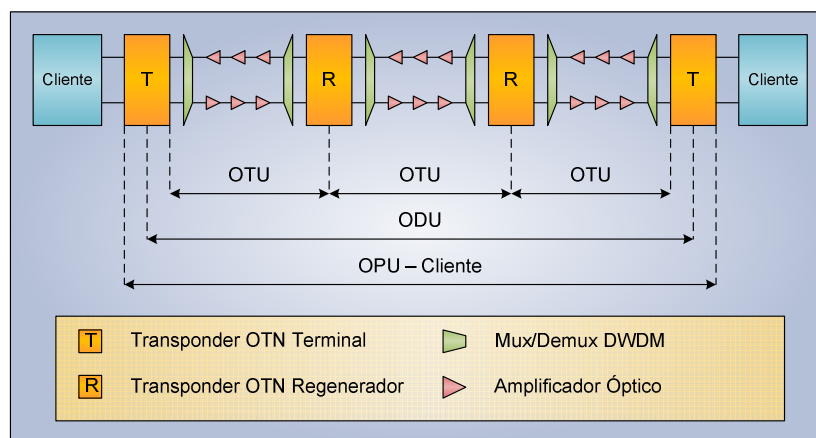 Cliente
T
R
R
T
Cliente
OTU
OTU
OTU
ODU
OPU – Cliente
T Transponder OTN Terminal
Mux/Demux DWDM
R Transponder OTN Regenerador
Amplificador Óptico